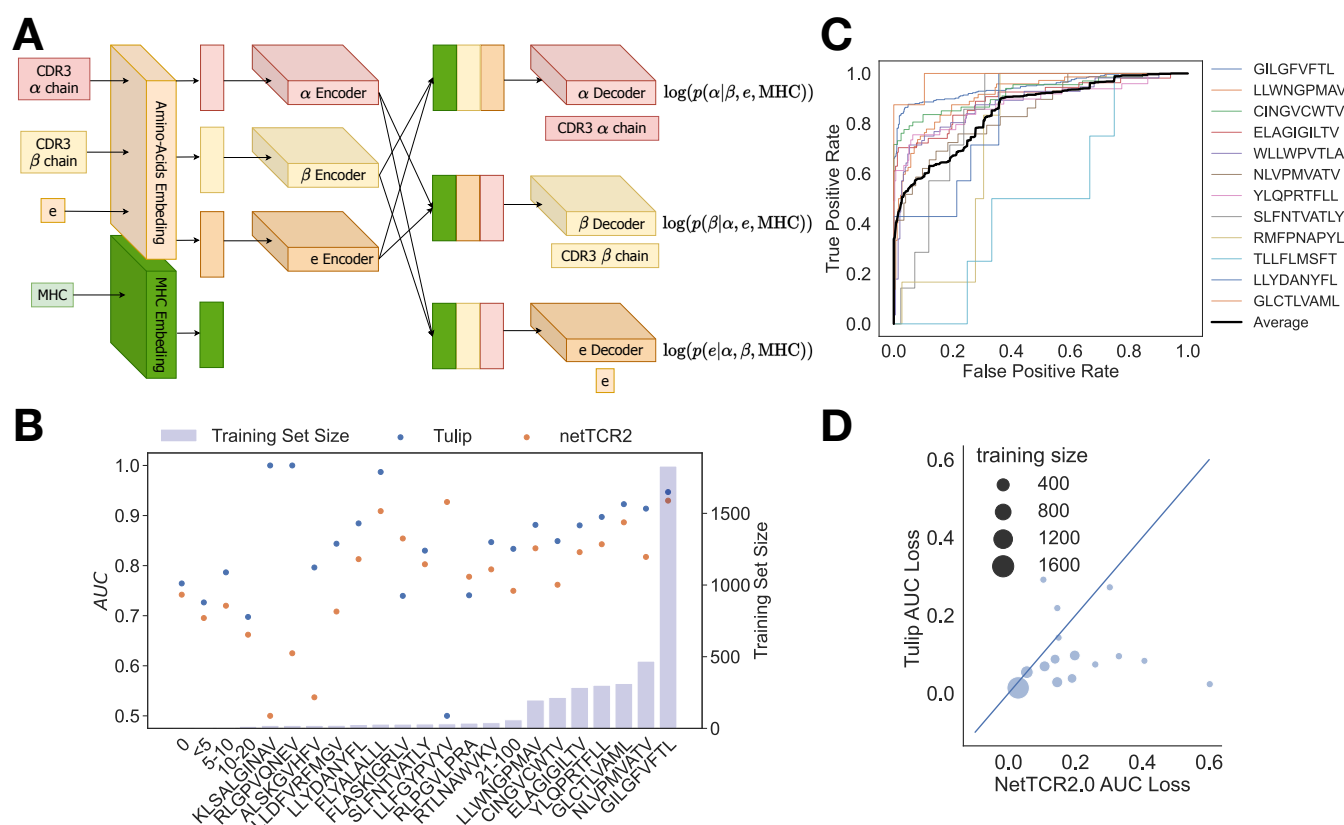 A
CDR3
α chain
CDR3
β chain
e
MHC
Amino-Acids Embeding
MHC Embeding
α Encoder
β Encoder
e Encoder
α Decoder
CDR3 α chain
log(p(α|β, e, MHC))
β Decoder
CDR3 β chain
log(p(β|α, e, MHC))
e Decoder
e
log(p(e|α, β, MHC))
C
1.0
0.8
0.6
0.4
0.2
0.0
True Positive Rate
0.0 0.2 0.4 0.6 0.8 1.0
False Positive Rate
GILGFVFTL
LLWNGPMAV
CINGVCWTV
ELAGIGILTV
WLLWPVTLA
NLVPMVATV
YLQPRTFLL
SLFNTVATLY
RMFPNAPYL
TLLFLMSFT
LLYDANYFL
GLCTLVAML
Average
B
Training Set Size Tulip netTCR2
1.0
0.9
0.8
0.7
0.6
0.5
AUC
1500
1000
500
0
Training Set Size
0
<5
5-10
10-20
KLSALGINAV
RLGPVQNEV
ALSKGVHFV
LLDFVRFMGV
LLYDANYFL
FLYALALLL
FLASKIGRLV
SLFNTVATLY
LLFGYPVYV
RLPGVLPRA
RTLNAWVKV
21-100
LLWNGPMAV
CINGVCWTV
ELAGIGILTV
YLQPRTFLL
GLCTLVAML
NLVPMVATV
GILGFVFTL
D
training size
400
800
1200
1600
0.6
0.4
0.2
0.0
Tulip AUC Loss
0.0 0.2 0.4 0.6
NetTCR2.0 AUC Loss